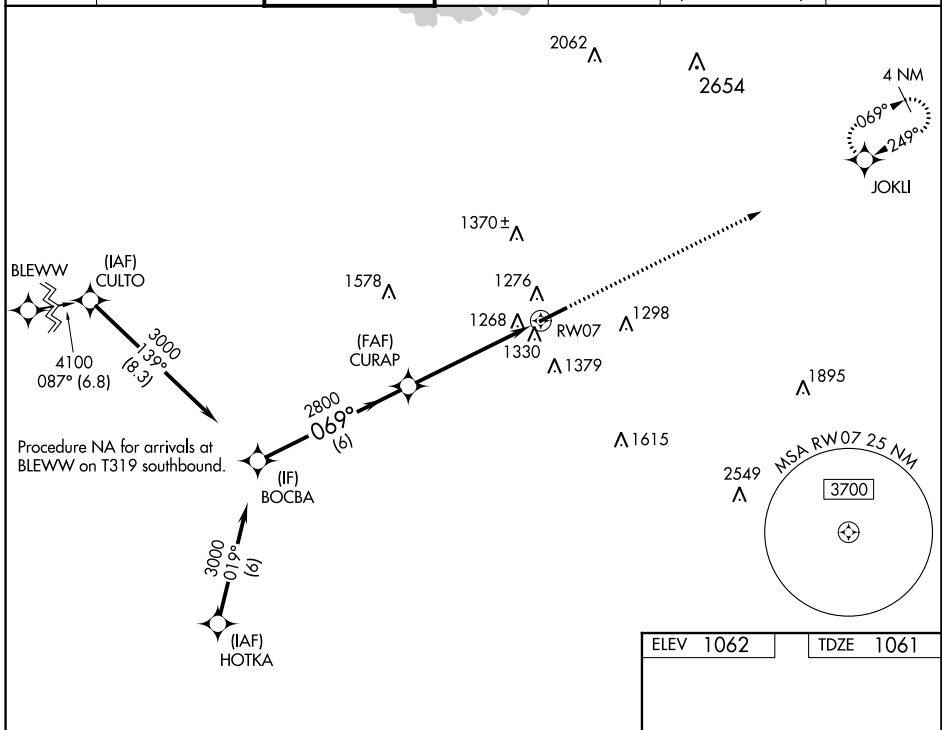 2062
2654
4 NM
069°
249°
JOKLI
1370 ±
1578
1276
1268
RW07
1298
1330
1379
(IAF)
CULTO
BLEWW
4100
087° (6.8)
3000
139°
(8.3)
(FAF)
CURAP
2800
069°
(6)
1895
1615
2549
Procedure NA for arrivals at
BLEWW on T319 southbound.
(IF)
BOCBA
3000
019°
(6)
(IAF)
HOTKA
MSA RW07 25 NM
3700
ELEV 1062
TDZE 1061